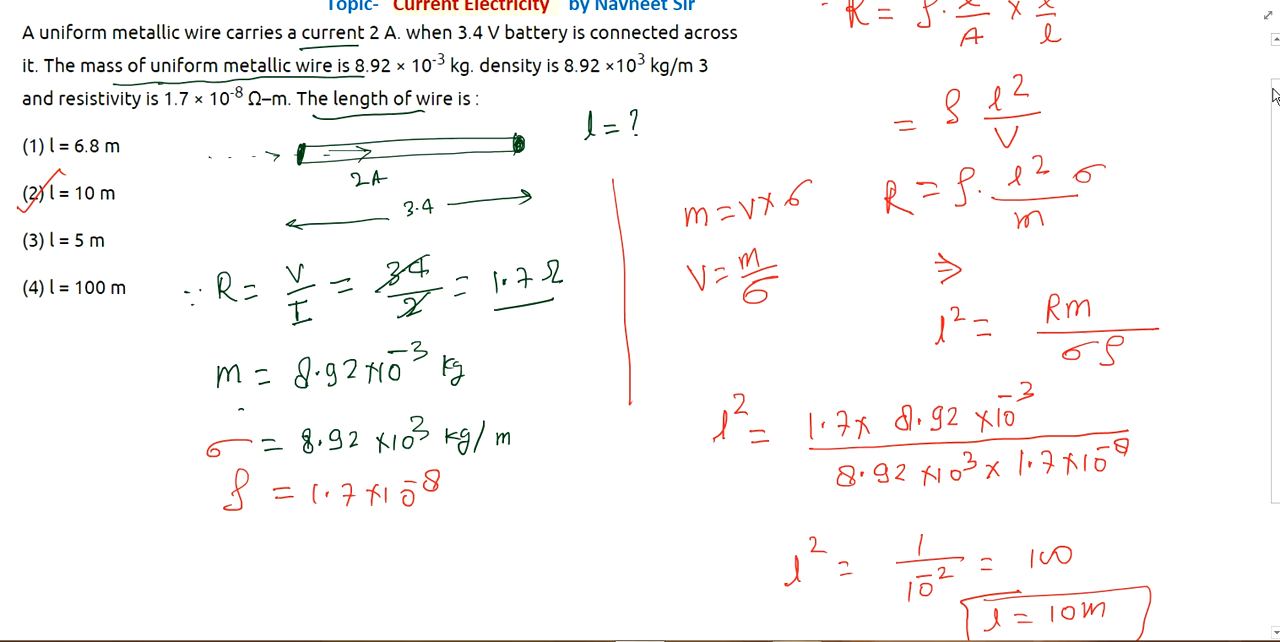 Topic- Current Electricity by Navneet Sir
A uniform metallic wire carries a current 2 A. when 3.4 V battery is connected across
it. The mass of uniform metallic wire is 8.92 × 10⁻³ kg. density is 8.92 ×10³ kg/m 3
and resistivity is 1.7 × 10⁻⁸ Ω–m. The length of wire is :
(1) l = 6.8 m
(2) l = 10 m
(3) l = 5 m
(4) l = 100 m
l = ?
2A
3.4
∵ R = V/I = 34/2 = 1.7 Ω
m = 8.92×10⁻³ kg
σ = 8.92 ×10³ kg/m
ρ = 1.7×10⁻⁸
m = V × σ
V = m/σ
R = ρ. l/A × l/l
= ρ l²/V
R = ρ. l² σ/m
⇒
l² = Rm/σρ
l² = 1.7× 8.92 ×10⁻³/8.92 ×10³ × 1.7×10⁻⁸
l² = 1/10⁻² = 100
l = 10m